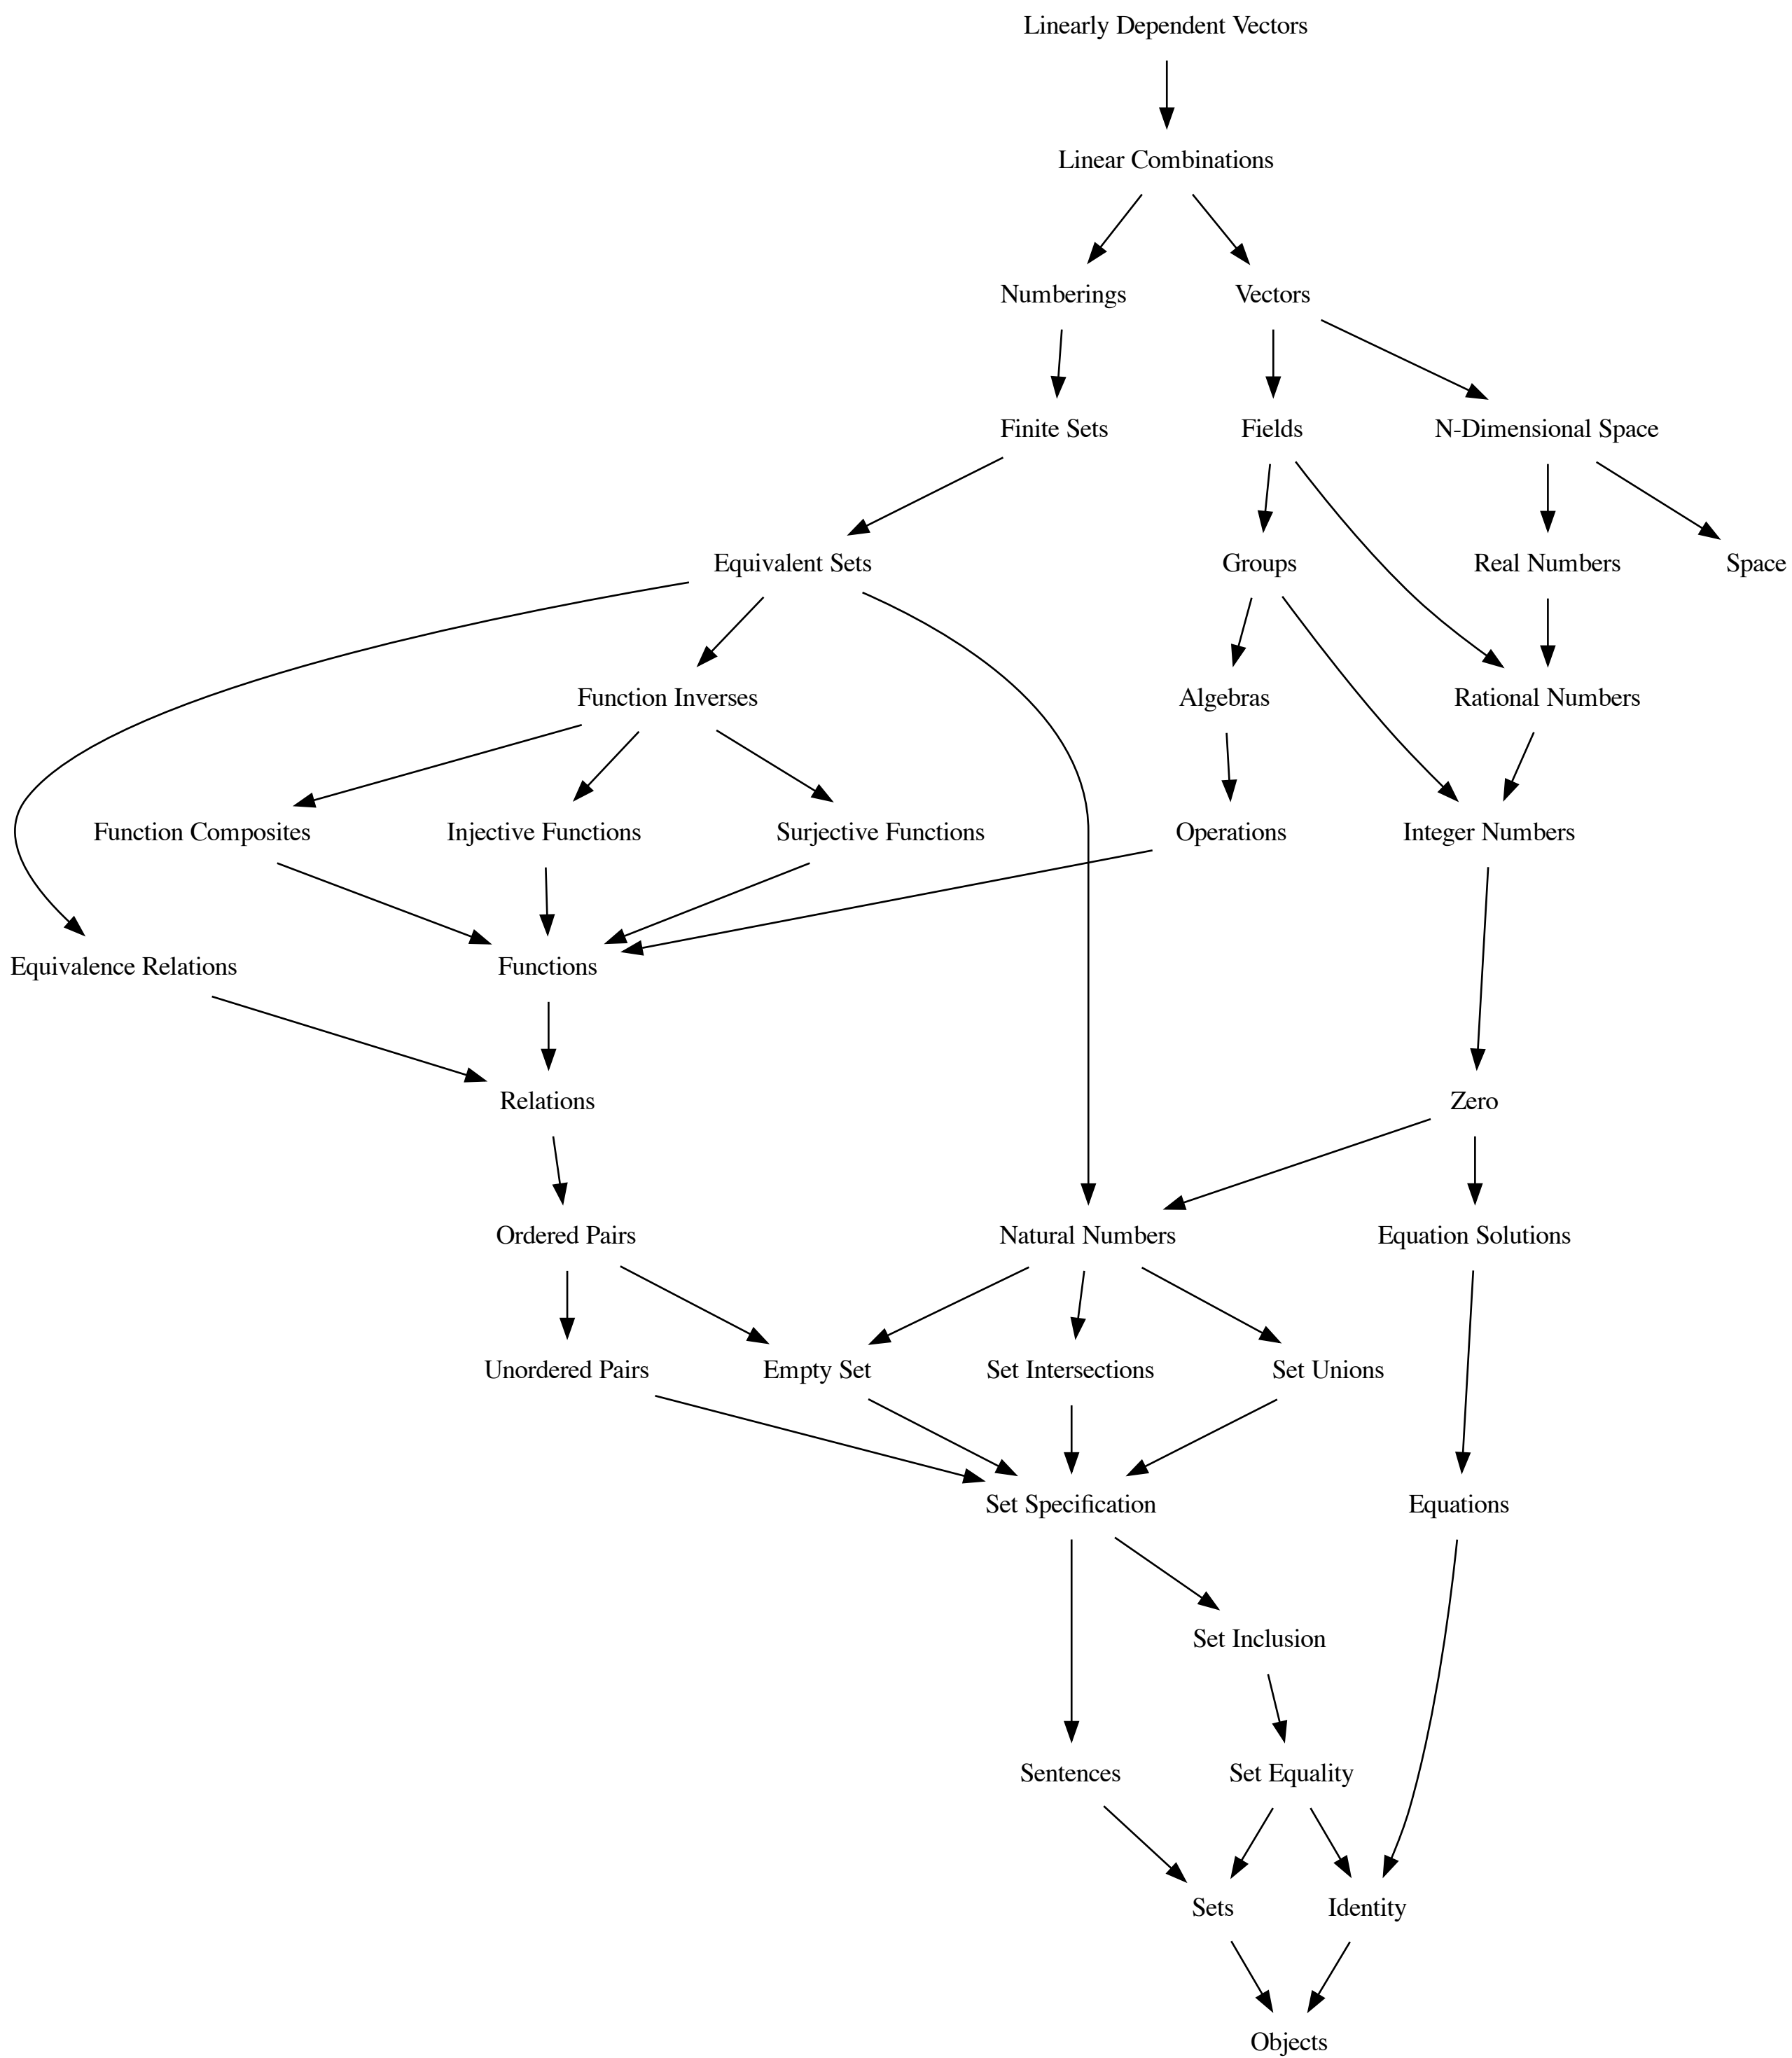 Linearly Dependent Vectors
Linear Combinations
Numberings
Vectors
Finite Sets
Fields
N-Dimensional Space
Equivalent Sets
Groups
Real Numbers
Space
Function Inverses
Algebras
Rational Numbers
Function Composites
Injective Functions
Surjective Functions
Operations
Integer Numbers
Equivalence Relations
Functions
Relations
Zero
Ordered Pairs
Natural Numbers
Equation Solutions
Unordered Pairs
Empty Set
Set Intersections
Set Unions
Set Specification
Equations
Set Inclusion
Sentences
Set Equality
Sets
Identity
Objects